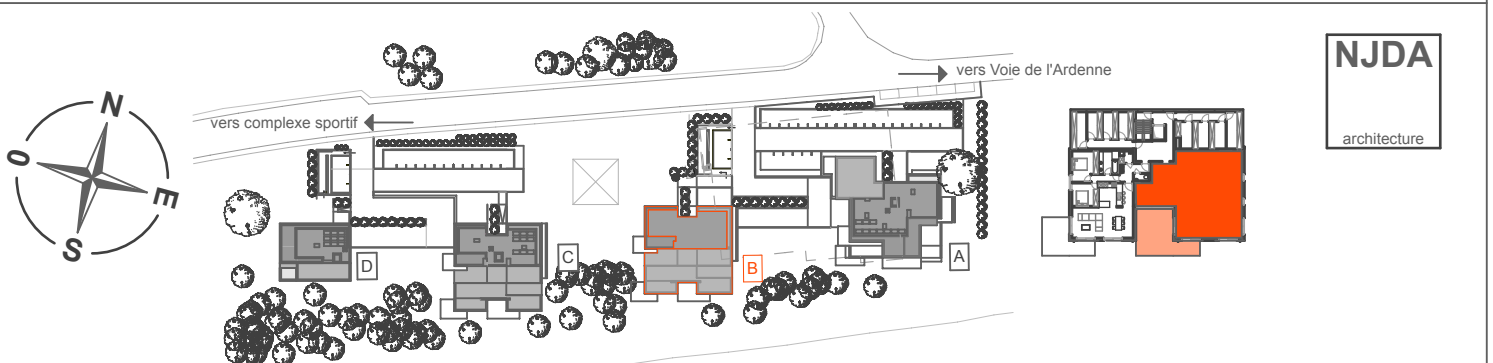 N
O
E
S
vers complexe sportif
vers Voie de l'Ardenne
D
C
B
A
NJDA
architecture